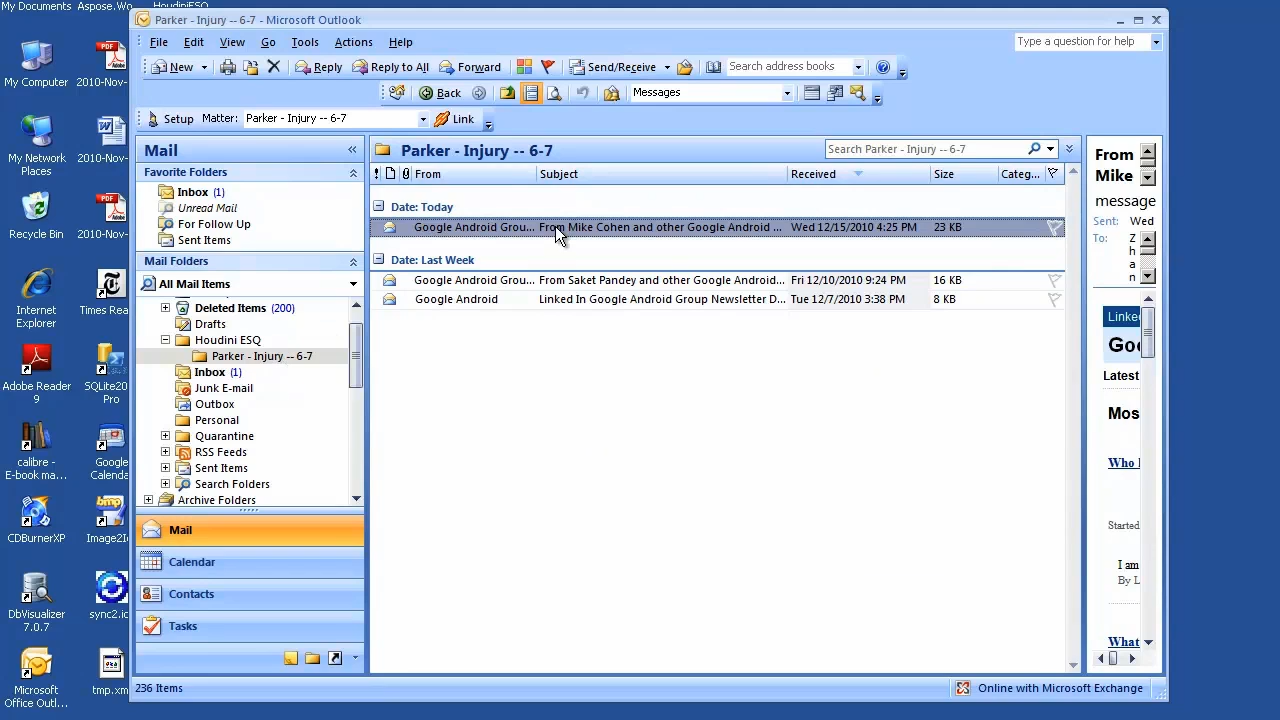 My Documents Aspose.Wo HoudiniESQ
Parker - Injury -- 6-7 - Microsoft Outlook
File Edit View Go Tools Actions Help
Type a question for help
New Reply Reply to All Forward Send/Receive Search address books
Back Messages
Setup Matter: Parker - Injury -- 6-7 Link
My Computer
2010-Nov-
My Network Places
2010-Nov-
Recycle Bin
2010-Nov-
Internet Explorer
Times Rea
Adobe Reader 9
SQLite20 Pro
calibre - E-book ma...
Google Calenda
CDBurnerXP
Image2Ic
DbVisualizer 7.0.7
sync2.ic
Microsoft Office Outl...
tmp.xm
Mail
Favorite Folders
Inbox (1)
Unread Mail
For Follow Up
Sent Items
Mail Folders
All Mail Items
Deleted Items (200)
Drafts
Houdini ESQ
Parker - Injury -- 6-7
Inbox (1)
Junk E-mail
Outbox
Personal
Quarantine
RSS Feeds
Sent Items
Search Folders
Archive Folders
Mail
Calendar
Contacts
Tasks
Parker - Injury -- 6-7
Search Parker - Injury -- 6-7
From Subject Received Size Categ...
Date: Today
Google Android Grou... From Mike Cohen and other Google Android ... Wed 12/15/2010 4:25 PM 23 KB
Date: Last Week
Google Android Grou... From Saket Pandey and other Google Android... Fri 12/10/2010 9:24 PM 16 KB
Google Android Linked In Google Android Group Newsletter D... Tue 12/7/2010 3:38 PM 8 KB
From
Mike
message
Sent: Wed
To: Z
h
a
n
Linke
Goo
Latest
Mos
Who
Started
I am
By L
What
236 Items
Online with Microsoft Exchange